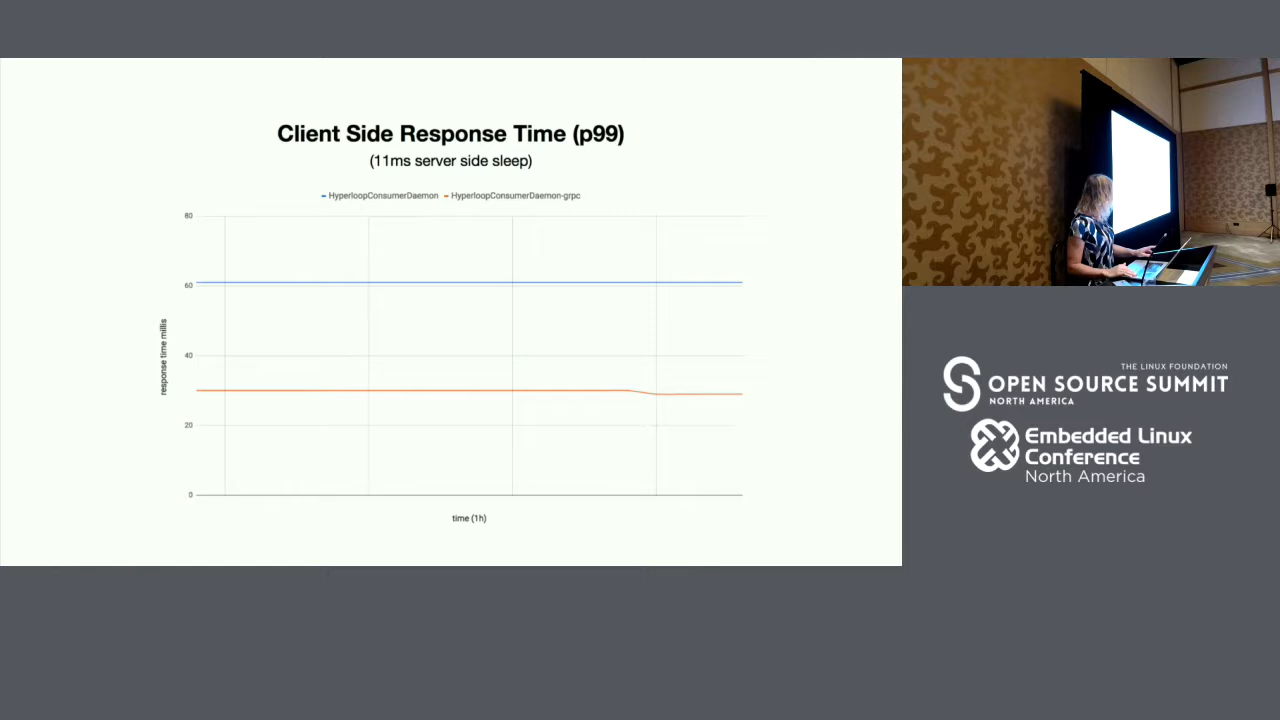 Client Side Response Time (p99)
(11ms server side sleep)
HyperloopConsumerDaemon HyperloopConsumerDaemon-grpc
80
60
40
20
0
response time millis
time (1h)
THE LINUX FOUNDATION
OPEN SOURCE SUMMIT
NORTH AMERICA
Embedded Linux
Conference
North America